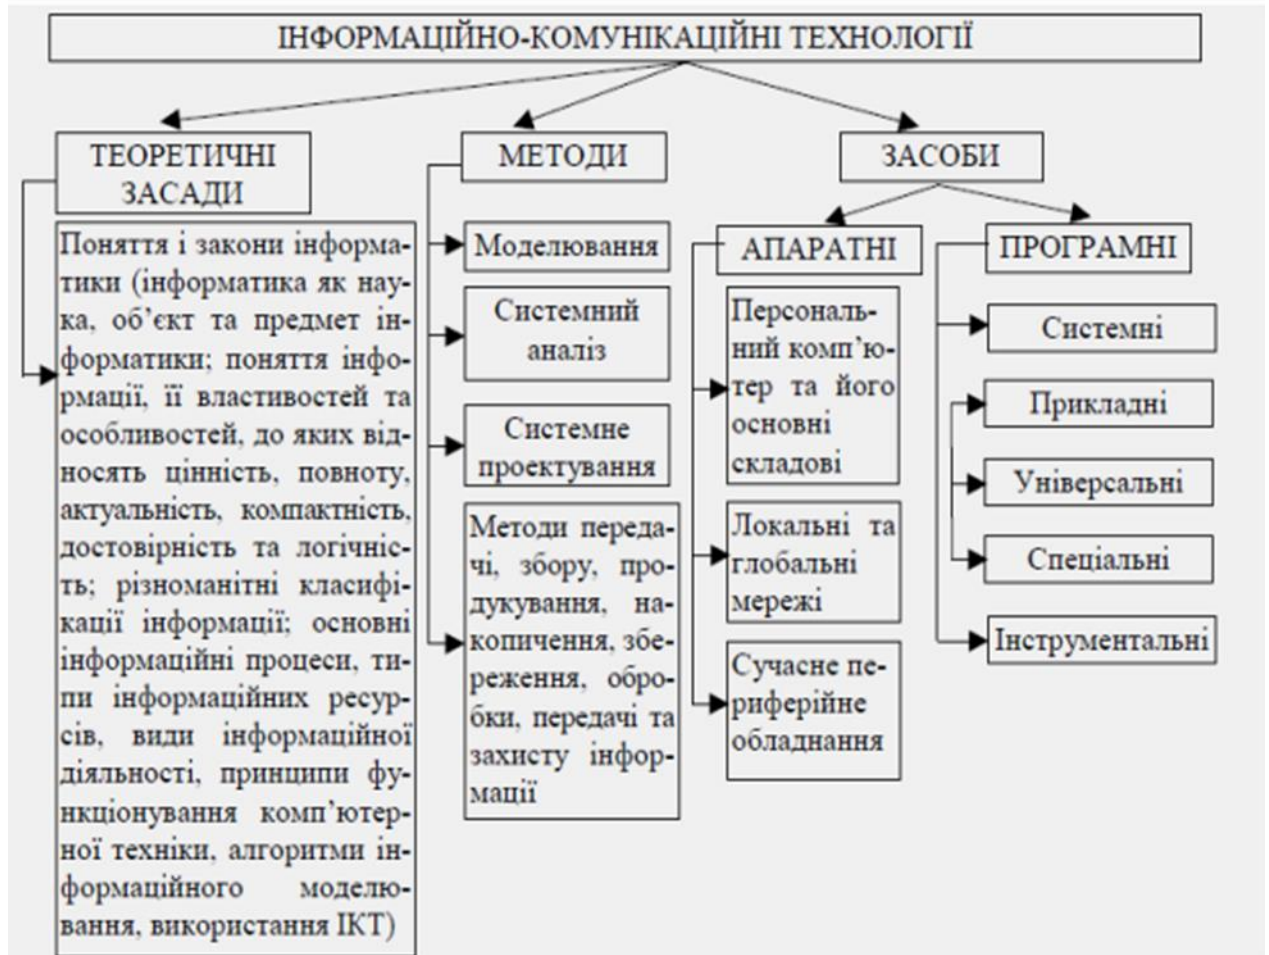 ІНФОРМАЦІЙНО-КОМУНІКАЦІЙНІ ТЕХНОЛОГІЇ
ТЕОРЕТИЧНІ
ЗАСАДИ
Поняття і закони інформа-
тики (інформатика як нау-
ка, об’єкт та предмет ін-
форматики; поняття інфо-
рмації, її властивостей та
особливостей, до яких від-
носять цінність, повноту,
актуальність, компактність,
достовірність та логічніс-
ть; різноманітні класифі-
кації інформації; основні
інформаційні процеси, ти-
пи інформаційних ресур-
сів, види інформаційної
діяльності, принципи фу-
нкціонування комп’ютер-
ної техніки, алгоритми ін-
формаційного моделю-
вання, використання ІКТ)
МЕТОДИ
Моделювання
Системний
аналіз
Системне
проектування
Методи переда-
чі, збору, про-
дукування, на-
копичення, збе-
реження, обро-
бки, передачі та
захисту інфор-
мації
ЗАСОБИ
АПАРАТНІ
Персональ-
ний комп’ю-
тер та його
основні
складові
Локальні та
глобальні
мережі
Сучасне пе-
риферійне
обладнання
ПРОГРАМНІ
Системні
Прикладні
Універсальні
Спеціальні
Інструментальні